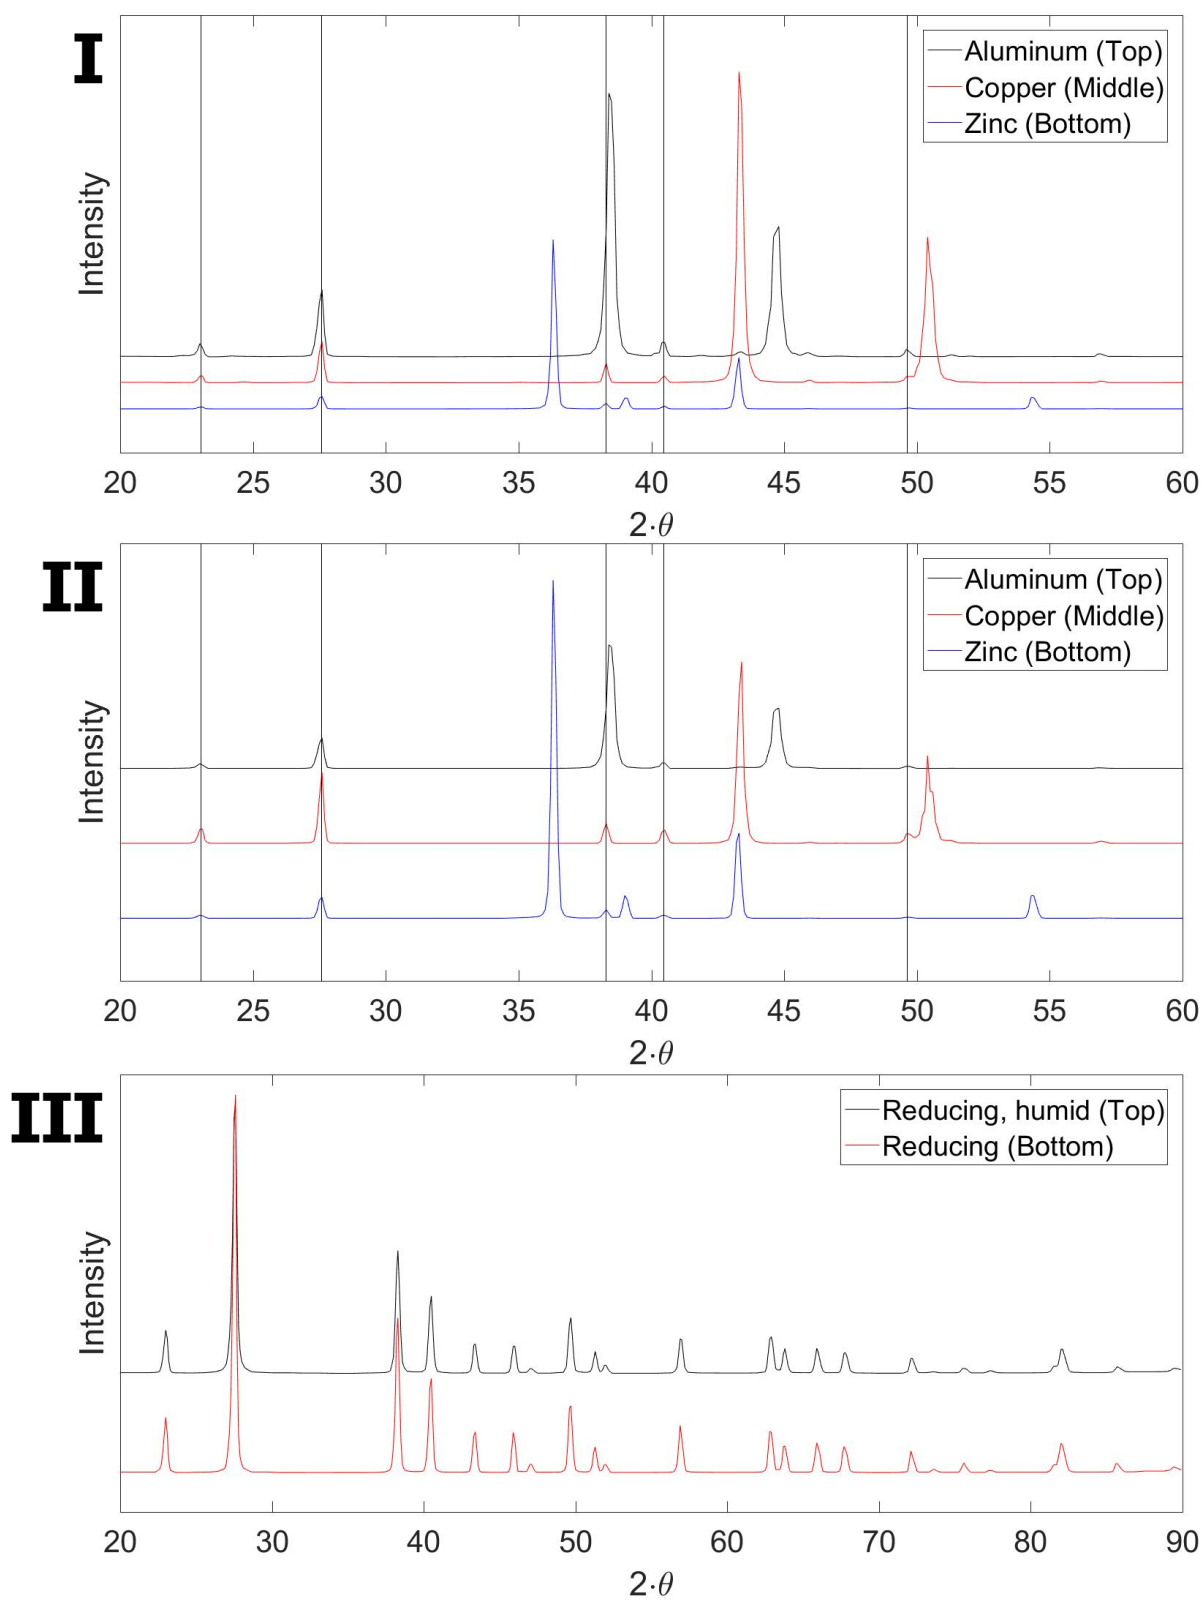 I
Intensity
Aluminum (Top)
Copper (Middle)
Zinc (Bottom)
20 25 30 35 40 45 50 55 60
2·θ
II
Intensity
Aluminum (Top)
Copper (Middle)
Zinc (Bottom)
20 25 30 35 40 45 50 55 60
2·θ
III
Intensity
Reducing, humid (Top)
Reducing (Bottom)
20 30 40 50 60 70 80 90
2·θ